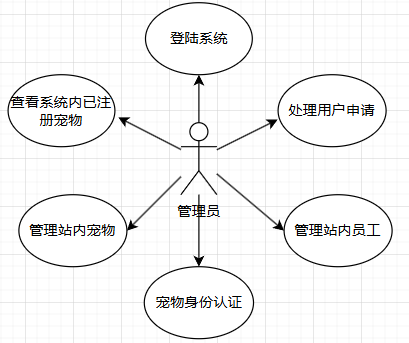 登陆系统
查看系统内已注
册宠物
处理用户申请
管理员
管理站内宠物
管理站内员工
宠物身份认证